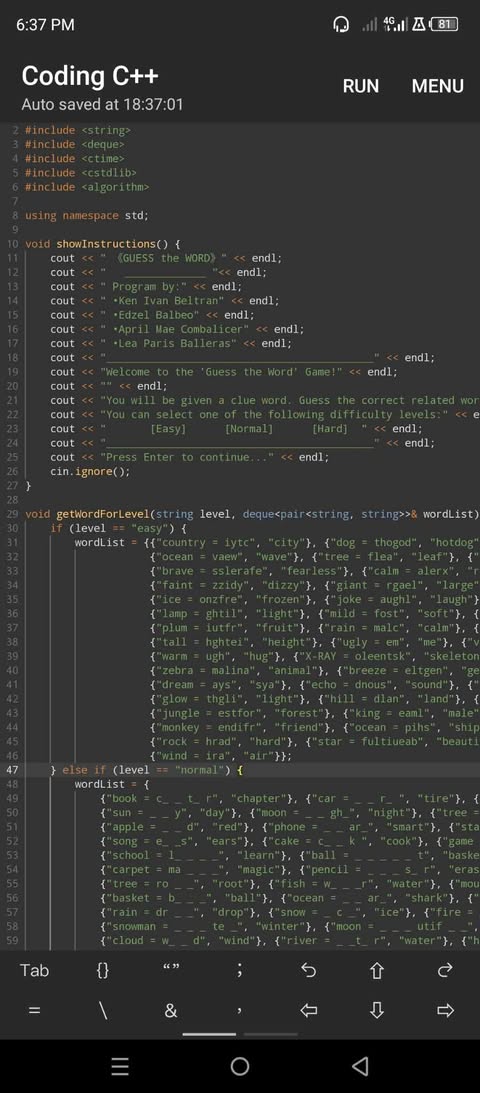 6:37 PM
4G
81
Coding C++
RUN
MENU
Auto saved at 18:37:01
2 #include <string>
3 #include <deque>
4 #include <ctime>
5 #include <cstdlib>
6 #include <algorithm>
7
8 using namespace std;
9
10 void showInstructions() {
11 cout << " 《GUESS the WORD》 " << endl;
12 cout << "   ______________ "<< endl;
13 cout << " Program by:" << endl;
14 cout << " •Ken Ivan Beltran" << endl;
15 cout << " •Edzel Balbeo" << endl;
16 cout << " •April Mae Combalicer" << endl;
17 cout << " •Lea Paris Balleras" << endl;
18 cout << "____________________________________________" << endl;
19 cout << "Welcome to the 'Guess the Word' Game!" << endl;
20 cout << "" << endl;
21 cout << "You will be given a clue word. Guess the correct related wor
22 cout << "You can select one of the following difficulty levels:" << e
23 cout << "       [Easy]       [Normal]       [Hard]  " << endl;
24 cout << "____________________________________________" << endl;
25 cout << "Press Enter to continue..." << endl;
26 cin.ignore();
27 }
28
29 void getWordForLevel(string level, deque<pair<string, string>>& wordList)
30 if (level == "easy") {
31 wordList = {{"country = iytc", "city"}, {"dog = thogod", "hotdog"
32 {"ocean = vaew", "wave"}, {"tree = flea", "leaf"}, {"
33 {"brave = sslerafe", "fearless"}, {"calm = alerx", "r
34 {"faint = zzidy", "dizzy"}, {"giant = rgael", "large"
35 {"ice = onzfre", "frozen"}, {"joke = aughl", "laugh"}
36 {"lamp = ghtil", "light"}, {"mild = fost", "soft"}, {
37 {"plum = iutfr", "fruit"}, {"rain = malc", "calm"}, {
38 {"tall = hghtei", "height"}, {"ugly = em", "me"}, {"v
39 {"warm = ugh", "hug"}, {"X-RAY = oleentsk", "skeleton
40 {"zebra = malina", "animal"}, {"breeze = eltgen", "ge
41 {"dream = ays", "sya"}, {"echo = dnous", "sound"}, {"
42 {"glow = thgli", "light"}, {"hill = dlan", "land"}, {
43 {"jungle = estfor", "forest"}, {"king = eaml", "male"
44 {"monkey = endifr", "friend"}, {"ocean = pihs", "ship
45 {"rock = hrad", "hard"}, {"star = fultiueab", "beauti
46 {"wind = ira", "air"}};
47 } else if (level == "normal") {
48 wordList = {
49 {"book = c_ _ t_ r", "chapter"}, {"car = _ _ r_ ", "tire"}, {
50 {"sun = _ _ y", "day"}, {"moon = _ _ gh_", "night"}, {"tree =
51 {"apple = _ _ d", "red"}, {"phone = _ _ ar_", "smart"}, {"sta
52 {"song = e_ _s", "ears"}, {"cake = c_ _ k ", "cook"}, {"game
53 {"school = l_ _ _ _", "learn"}, {"ball = _ _ _ _ _ t", "baske
54 {"carpet = ma _ _ _", "magic"}, {"pencil = _ _ _ s_ r", "eras
55 {"tree = ro _ _", "root"}, {"fish = w_ _ _r", "water"}, {"mou
56 {"basket = b_ _ _", "ball"}, {"ocean = _ _ ar_", "shark"}, {"
57 {"rain = dr _ _", "drop"}, {"snow = _ c _", "ice"}, {"fire =
58 {"snowman = _ _ _ te _", "winter"}, {"moon = _ _ _ utif _ _",
59 {"cloud = w_ _ d", "wind"}, {"river = _ _t_ r", "water"}, {"h
Tab {} “” ;
= \ & ,